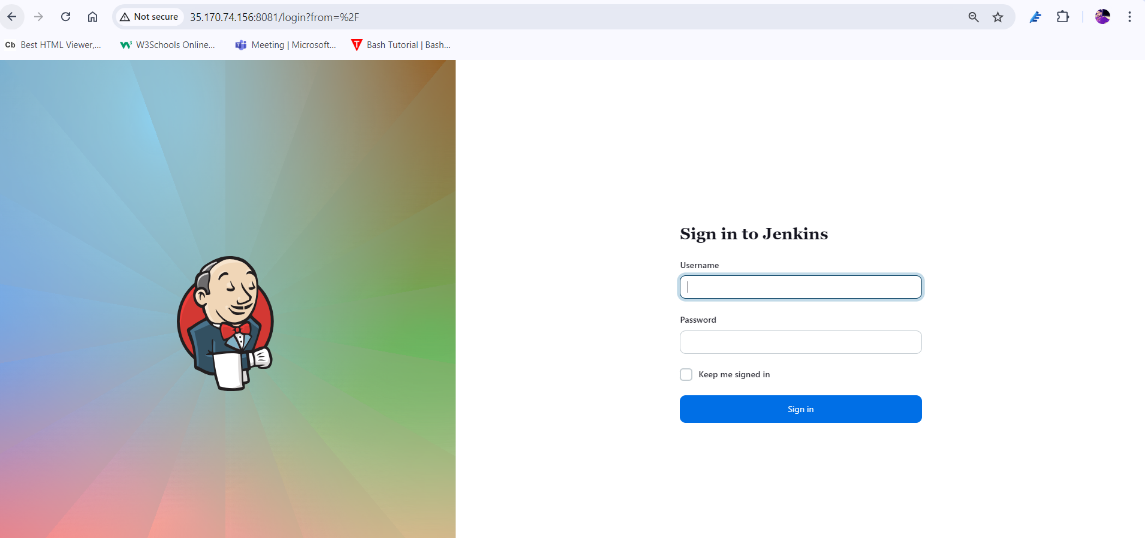 Not secure 35.170.74.156:8081/login?from=%2F
Cb Best HTML Viewer,... W3Schools Online... Meeting | Microsoft... T Bash Tutorial | Bash...
Sign in to Jenkins
Username
Password
Keep me signed in
Sign in